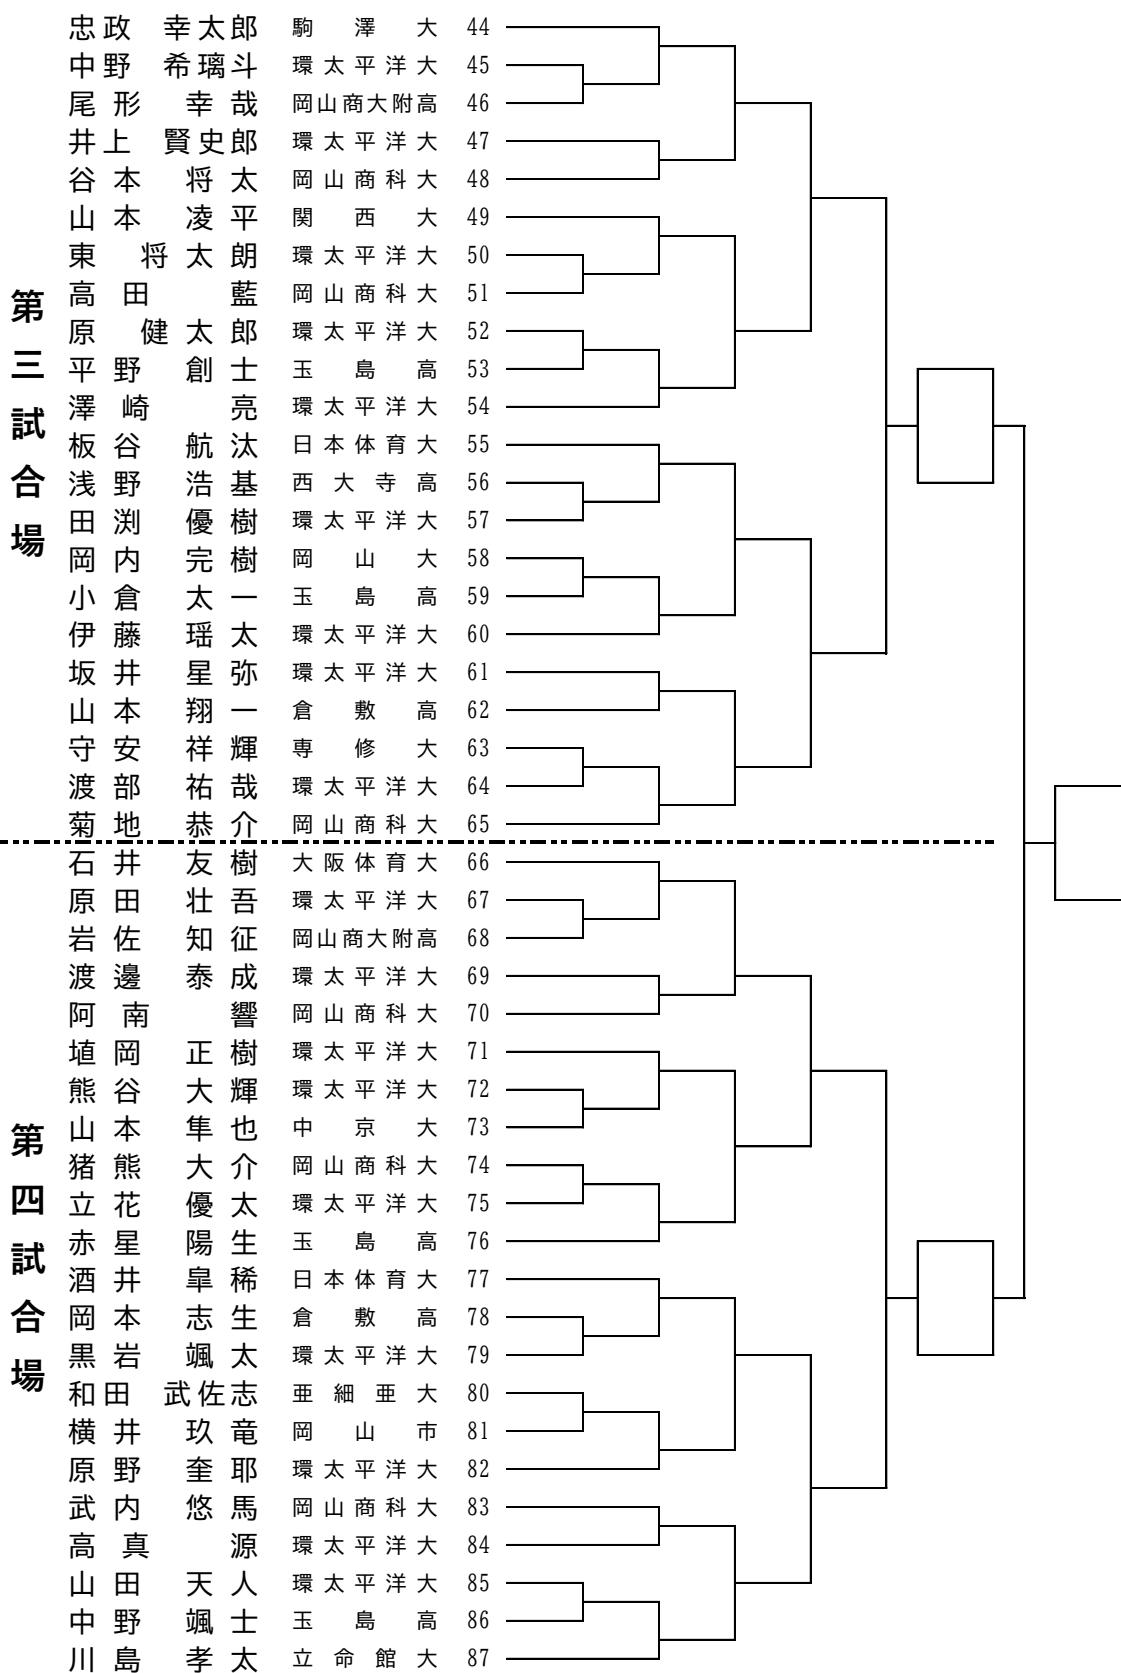 第三試合場
忠政 幸太郎 駒澤大 44
中野 希璃斗 環太平洋大 45
尾形 幸哉 岡山商大附高 46
井上 賢史郎 環太平洋大 47
谷本 将太 岡山商科大 48
山本 凌平 関西大 49
東 将太朗 環太平洋大 50
高田 藍 岡山商科大 51
原 健太郎 環太平洋大 52
平野 創士 玉島高 53
澤崎 亮 環太平洋大 54
板谷 航汰 日本体育大 55
浅野 浩基 西大寺高 56
田渕 優樹 環太平洋大 57
岡内 完樹 岡山大 58
小倉 太一 玉島高 59
伊藤 瑶太 環太平洋大 60
坂井 星弥 環太平洋大 61
山本 翔一 倉敷高 62
守安 祥輝 専修大 63
渡部 祐哉 環太平洋大 64
菊地 恭介 岡山商科大 65
第四試合場
石井 友樹 大阪体育大 66
原田 壮吾 環太平洋大 67
岩佐 知征 岡山商大附高 68
渡邊 泰成 環太平洋大 69
阿南 響 岡山商科大 70
埴岡 正樹 環太平洋大 71
熊谷 大輝 環太平洋大 72
山本 隼也 中京大 73
猪熊 大介 岡山商科大 74
立花 優太 環太平洋大 75
赤星 陽生 玉島高 76
酒井 皐稀 日本体育大 77
岡本 志生 倉敷高 78
黒岩 颯太 環太平洋大 79
和田 武佐志 亜細亜大 80
横井 玖竜 岡山市 81
原野 奎耶 環太平洋大 82
武内 悠馬 岡山商科大 83
高真 源 環太平洋大 84
山田 天人 環太平洋大 85
中野 颯士 玉島高 86
川島 孝太 立命館大 87